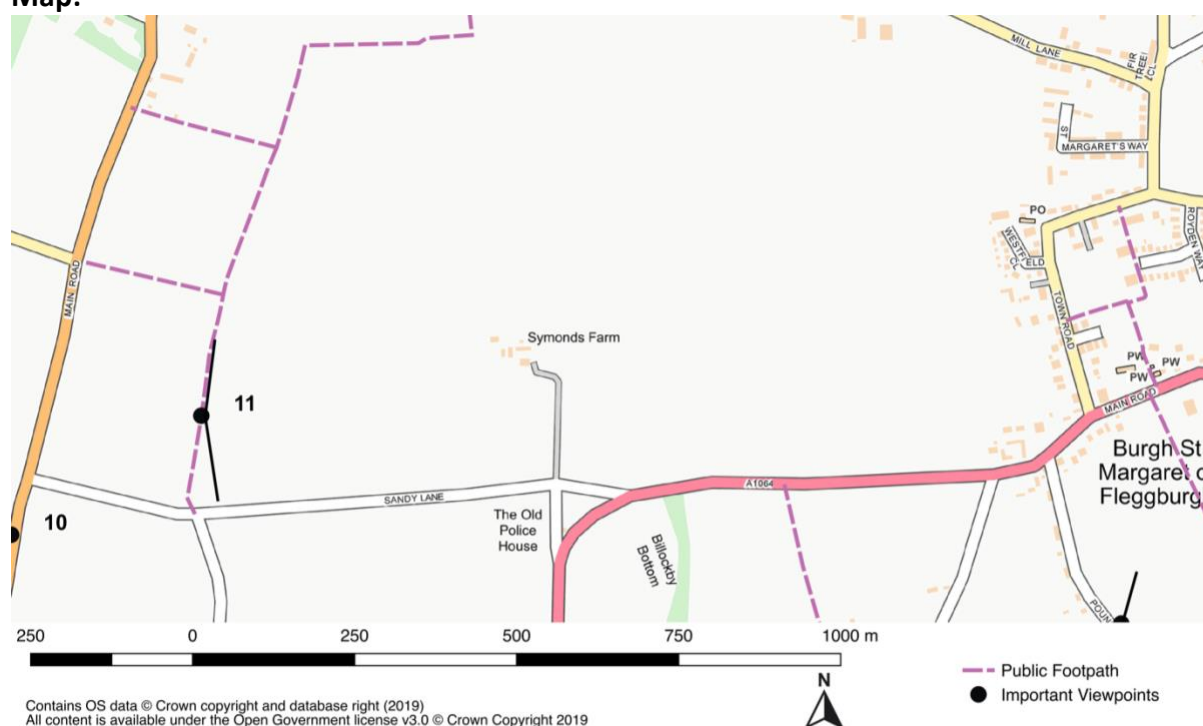 Map:
MILL LANE
FIR
TREE
CL
ST
MARGARET'S WAY
PO
WESTFI
ELD
CL
ROYDEN WAY
MAIN ROAD
TOWN ROAD
Symonds Farm
PW
PW
PW
MAIN ROAD
11
Burgh St
Margaret
Fleggburg
SANDY LANE
A1064
10
The Old
Police
House
Billockby
Bottom
POUN
250 0 250 500 750 1000 m
N
Public Footpath
Important Viewpoints
Contains OS data © Crown copyright and database right (2019)
All content is available under the Open Government license v3.0 © Crown Copyright 2019